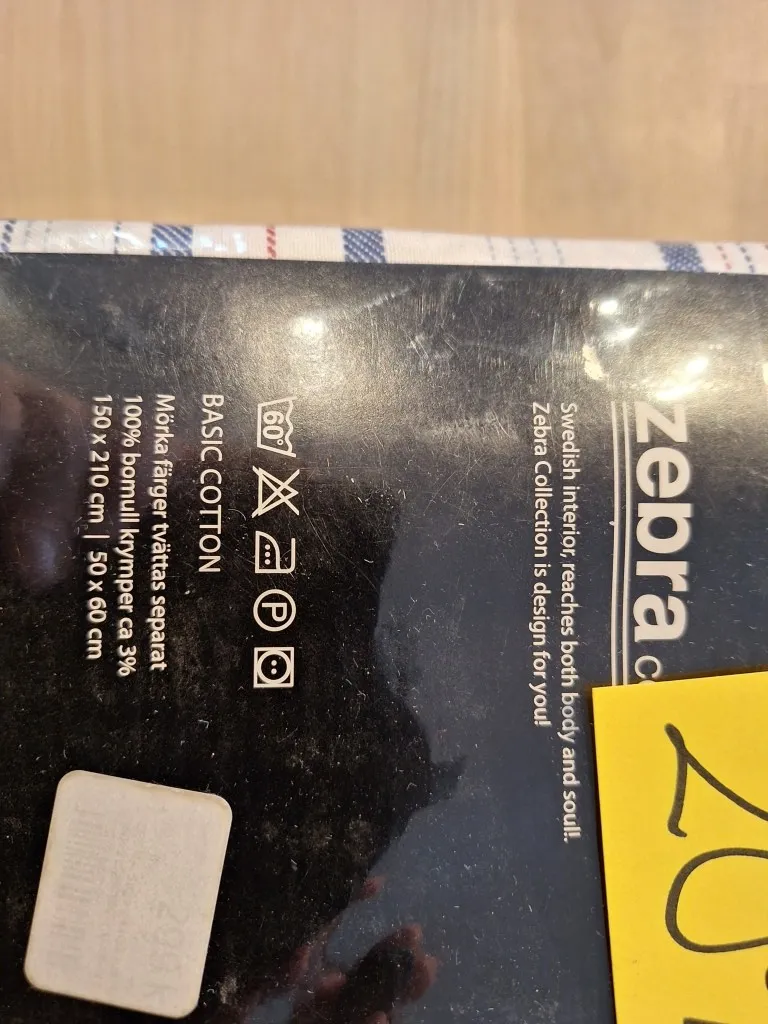 zebra
Swedish interior, reaches both body and soul!.
Zebra Collection is design for you!
60°
P
BASIC COTTON
Mörka färger tvättas separat
100% bomull krymper ca 3%
150 x 210 cm | 50 x 60 cm